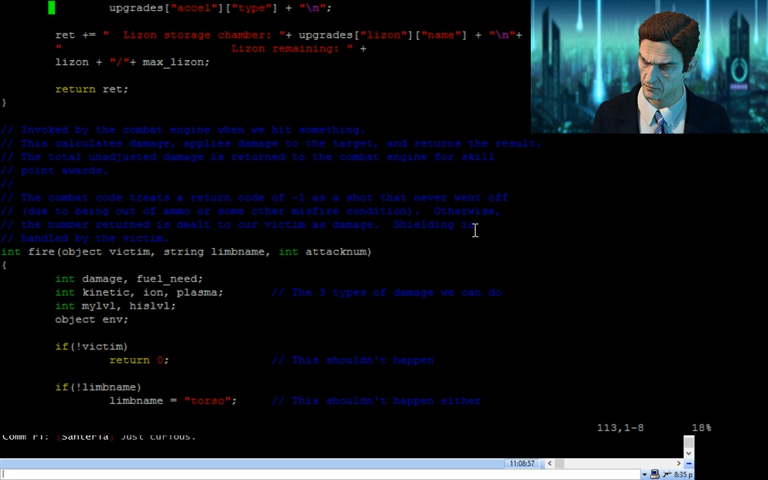 upgrades["accel"]["type"] + "\n";
ret += "  Lizon storage chamber: "+ upgrades["lizon"]["name"] + "\n"+
"                         Lizon remaining: " +
lizon + "/"+ max_lizon;
return ret;
}
// Invoked by the combat engine when we hit something.
// This calculates damage, applies damage to the target, and returns the result.
// The total unadjusted damage is returned to the combat engine for skill
// point awards.
//
// The combat code treats a return code of -1 as a shot that never went off
// (due to being out of ammo or some other misfire condition).  Otherwise,
// the number returned is dealt to our victim as damage.  Shielding is
// handled by the victim.
int fire(object victim, string limbname, int attacknum)
{
int damage, fuel_need;
int kinetic, ion, plasma;          // The 3 types of damage we can do
int mylvl, hislvl;
object env;
if(!victim)
return 0;               // This shouldn't happen
if(!limbname)
limbname = "torso";     // This shouldn't happen either
113,1-8          18%
Comm F1: [Santeria] Just curious.
11:08:57
8:35 p